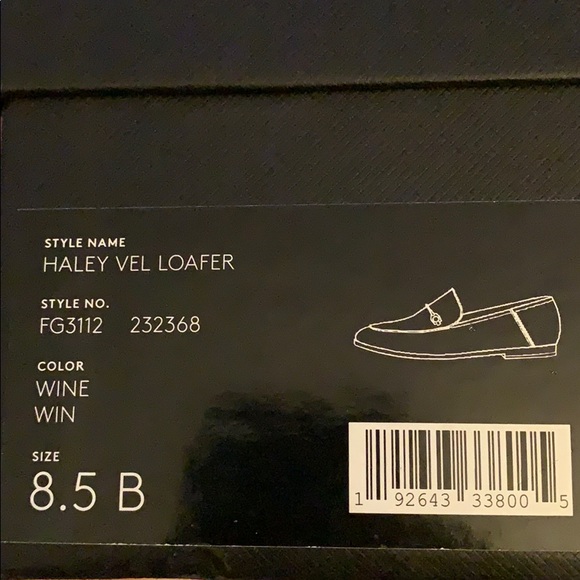 STYLE NAME
HALEY VEL LOAFER
STYLE NO.
FG3112 232368
COLOR
WINE
WIN
SIZE
8.5 B
1 92643 33800 5